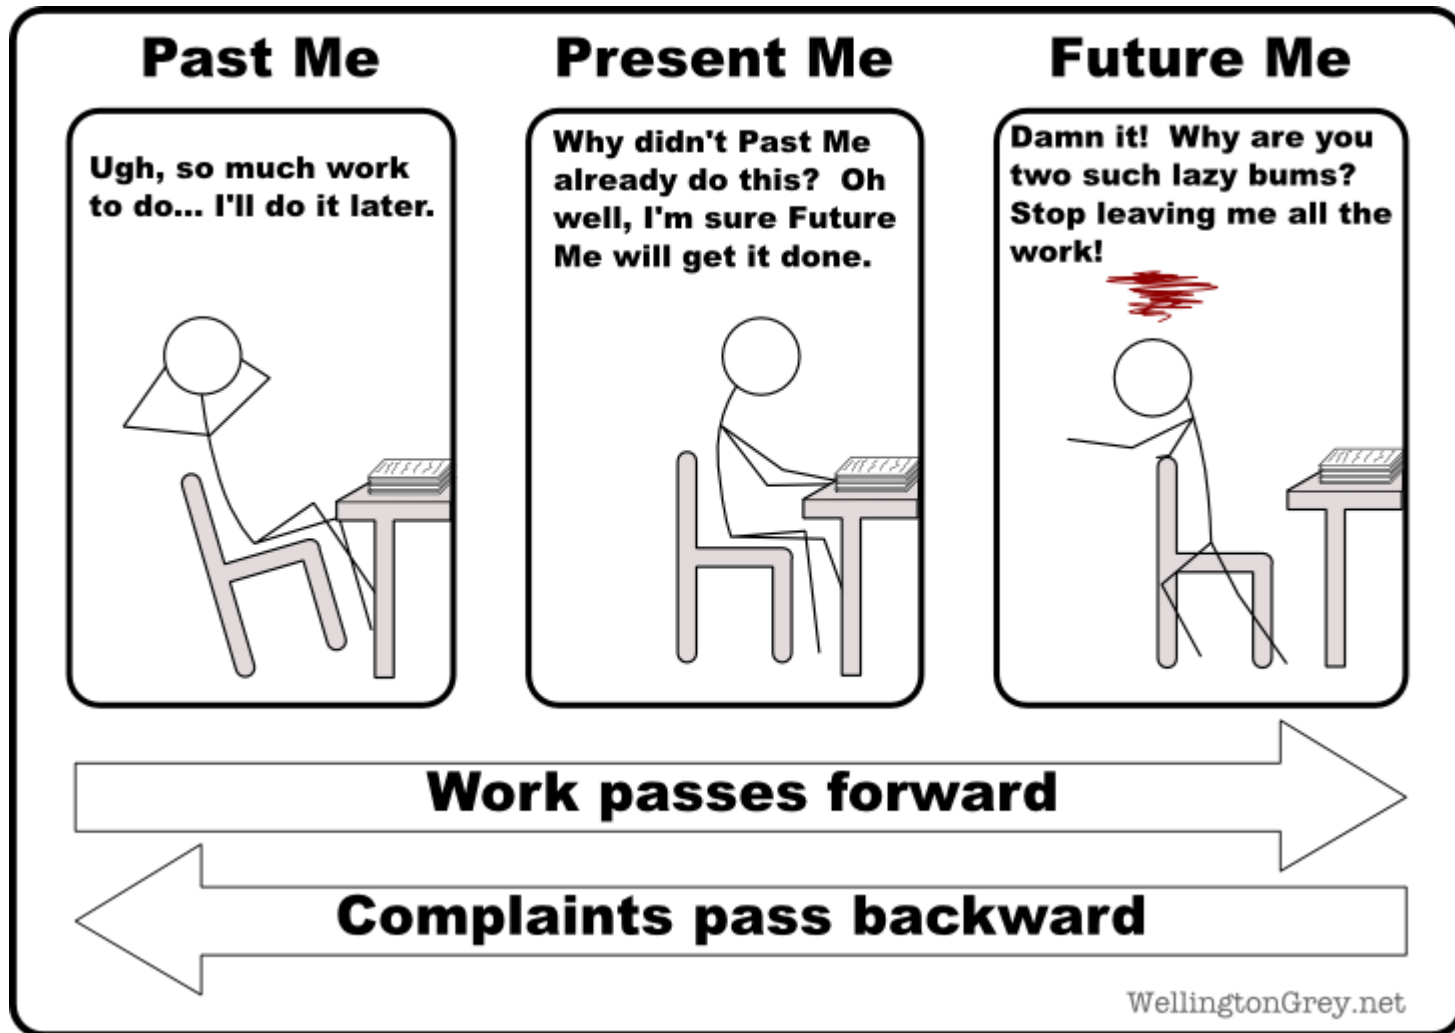 Past Me
Present Me
Future Me
Ugh, so much work
to do... I'll do it later.
Why didn't Past Me
already do this?  Oh
well, I'm sure Future
Me will get it done.
Damn it!  Why are you
two such lazy bums?
Stop leaving me all the
work!
Work passes forward
Complaints pass backward
WellingtonGrey.net